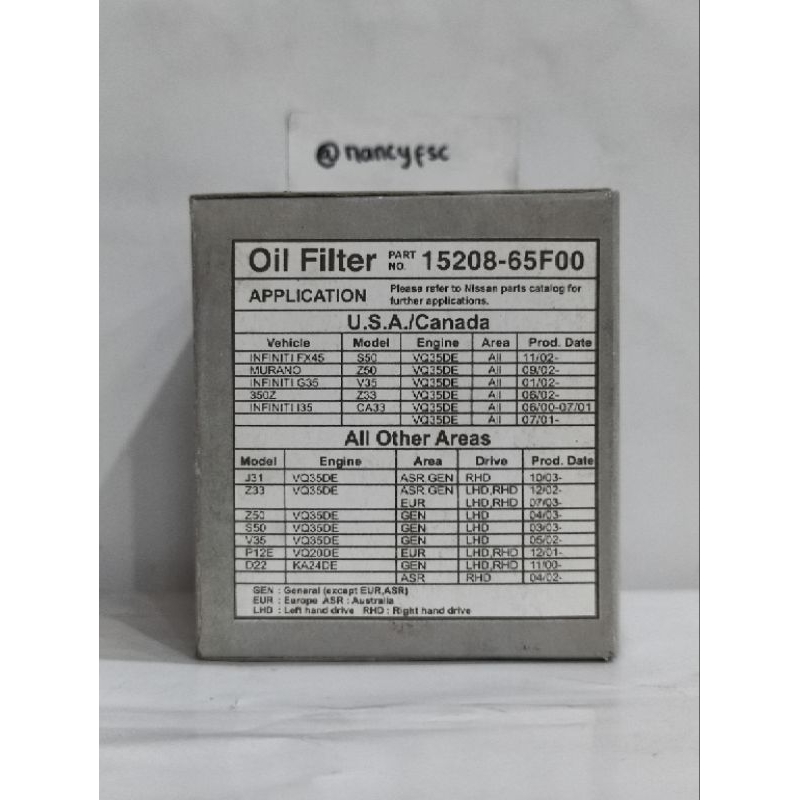 @nancyfsc
Oil Filter PART NO. 15208-65F00
APPLICATION Please refer to Nissan parts catalog for
further applications.
U.S.A./Canada
Vehicle Model Engine Area Prod. Date
INFINITI FX45 S50 VQ35DE All 11/02-
MURANO Z50 VQ35DE All 09/02-
INFINITI G35 V35 VQ35DE All 01/02-
350Z Z33 VQ35DE All 06/02-
INFINITI I35 CA33 VQ35DE All 06/00-07/01
VQ35DE All 07/01-
All Other Areas
Model Engine Area Drive Prod. Date
J31 VQ35DE ASR,GEN RHD 10/03-
Z33 VQ35DE ASR,GEN LHD,RHD 12/02-
EUR LHD,RHD 07/03-
Z50 VQ35DE GEN LHD 04/03-
S50 VQ35DE GEN LHD 03/03-
V35 VQ35DE GEN LHD 05/02-
P12E VQ20DE EUR LHD,RHD 12/01-
D22 KA24DE GEN LHD,RHD 11/00-
ASR RHD 04/02-
GEN : General (except EUR,ASR)
EUR : Europe ASR : Australia
LHD : Left hand drive RHD : Right hand drive